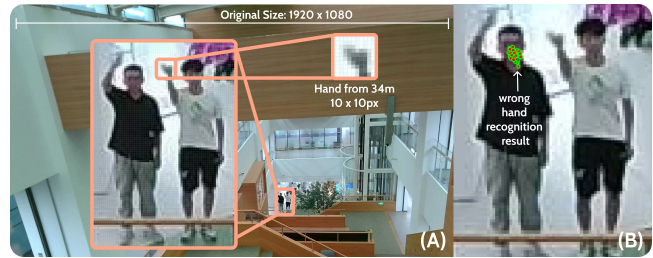 Original Size: 1920 x 1080
Hand from 34m
10 x 10px
(A)
wrong
hand
recognition
result
(B)